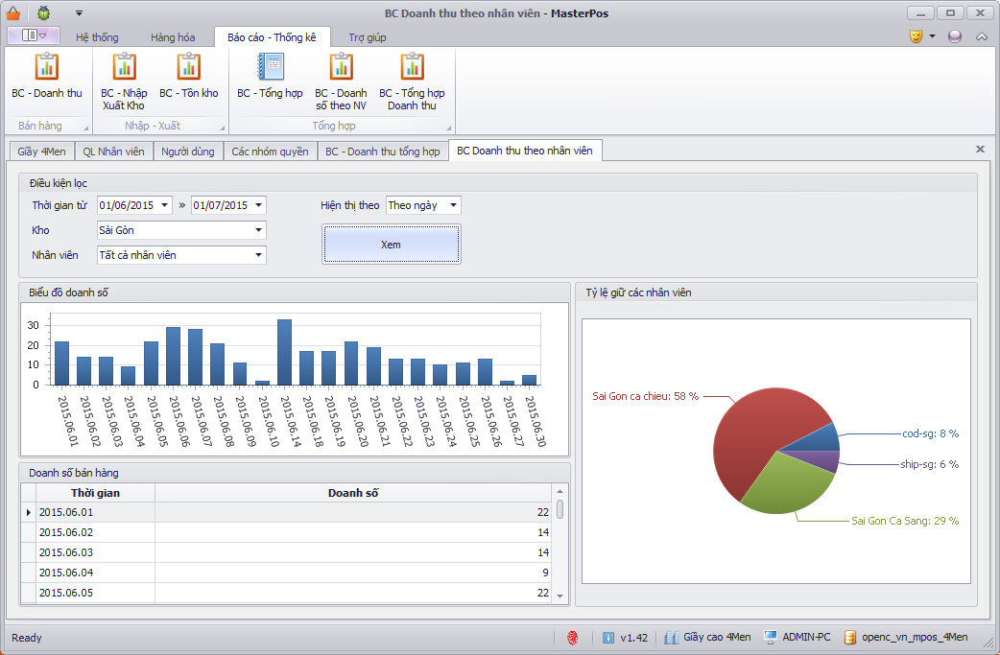 BC Doanh thu theo nhân viên - MasterPos
Hệ thống
Hàng hóa
Báo cáo - Thống kê
Trợ giúp
BC - Doanh thu
BC - Nhập Xuất Kho
BC - Tồn kho
BC - Tổng hợp
BC - Doanh số theo NV
BC - Tổng hợp Doanh thu
Bán hàng
Nhập - Xuất
Tổng hợp
Giầy 4Men
QL Nhân viên
Người dùng
Các nhóm quyền
BC - Doanh thu tổng hợp
BC Doanh thu theo nhân viên
Điều kiện lọc
Thời gian từ 01/06/2015 » 01/07/2015 Hiện thị theo Theo ngày
Kho Sài Gòn
Xem
Nhân viên Tất cả nhân viên
Biểu đồ doanh số
30
20
10
0
2015.06.01
2015.06.02
2015.06.03
2015.06.04
2015.06.05
2015.06.06
2015.06.07
2015.06.08
2015.06.09
2015.06.10
2015.06.14
2015.06.18
2015.06.19
2015.06.20
2015.06.21
2015.06.22
2015.06.23
2015.06.24
2015.06.25
2015.06.26
2015.06.27
2015.06.30
Tỷ lệ giữ các nhân viên
Sai Gon ca chieu: 58 %
cod-sg: 8 %
ship-sg: 6 %
Sai Gon Ca Sang: 29 %
Doanh số bán hàng
Thời gian Doanh số
2015.06.01 22
2015.06.02 14
2015.06.03 14
2015.06.04 9
2015.06.05 22
Ready
v1.42
Giầy cao 4Men
ADMIN-PC
openc_vn_mpos_4Men